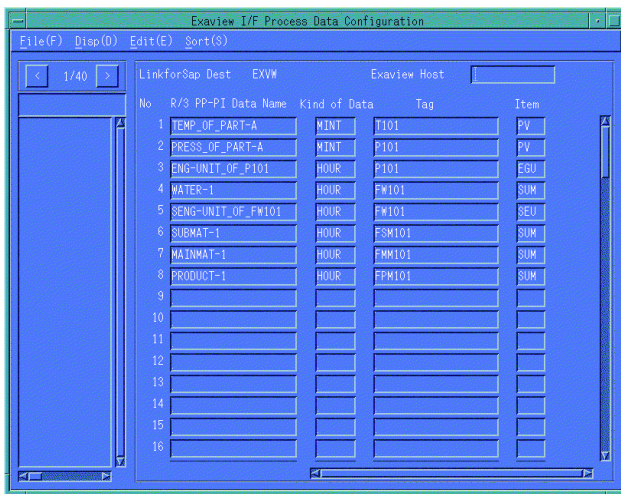 Exaview I/F Process Data Configuration
File(F) Disp(D) Edit(E) Sort(S)
< 1/40 > LinkforSap Dest EXVW Exaview Host
No R/3 PP-PI Data Name Kind of Data Tag Item
1 TEMP_OF_PART-A MINT T101 PV
2 PRESS_OF_PART-A MINT P101 PV
3 ENG-UNIT_OF_P101 HOUR P101 EGU
4 WATER-1 HOUR FW101 SUM
5 SENG-UNIT_OF_FW101 HOUR FW101 SEU
6 SUBMAT-1 HOUR FSM101 SUM
7 MAINMAT-1 HOUR FMM101 SUM
8 PRODUCT-1 HOUR FPM101 SUM
9
10
11
12
13
14
15
16